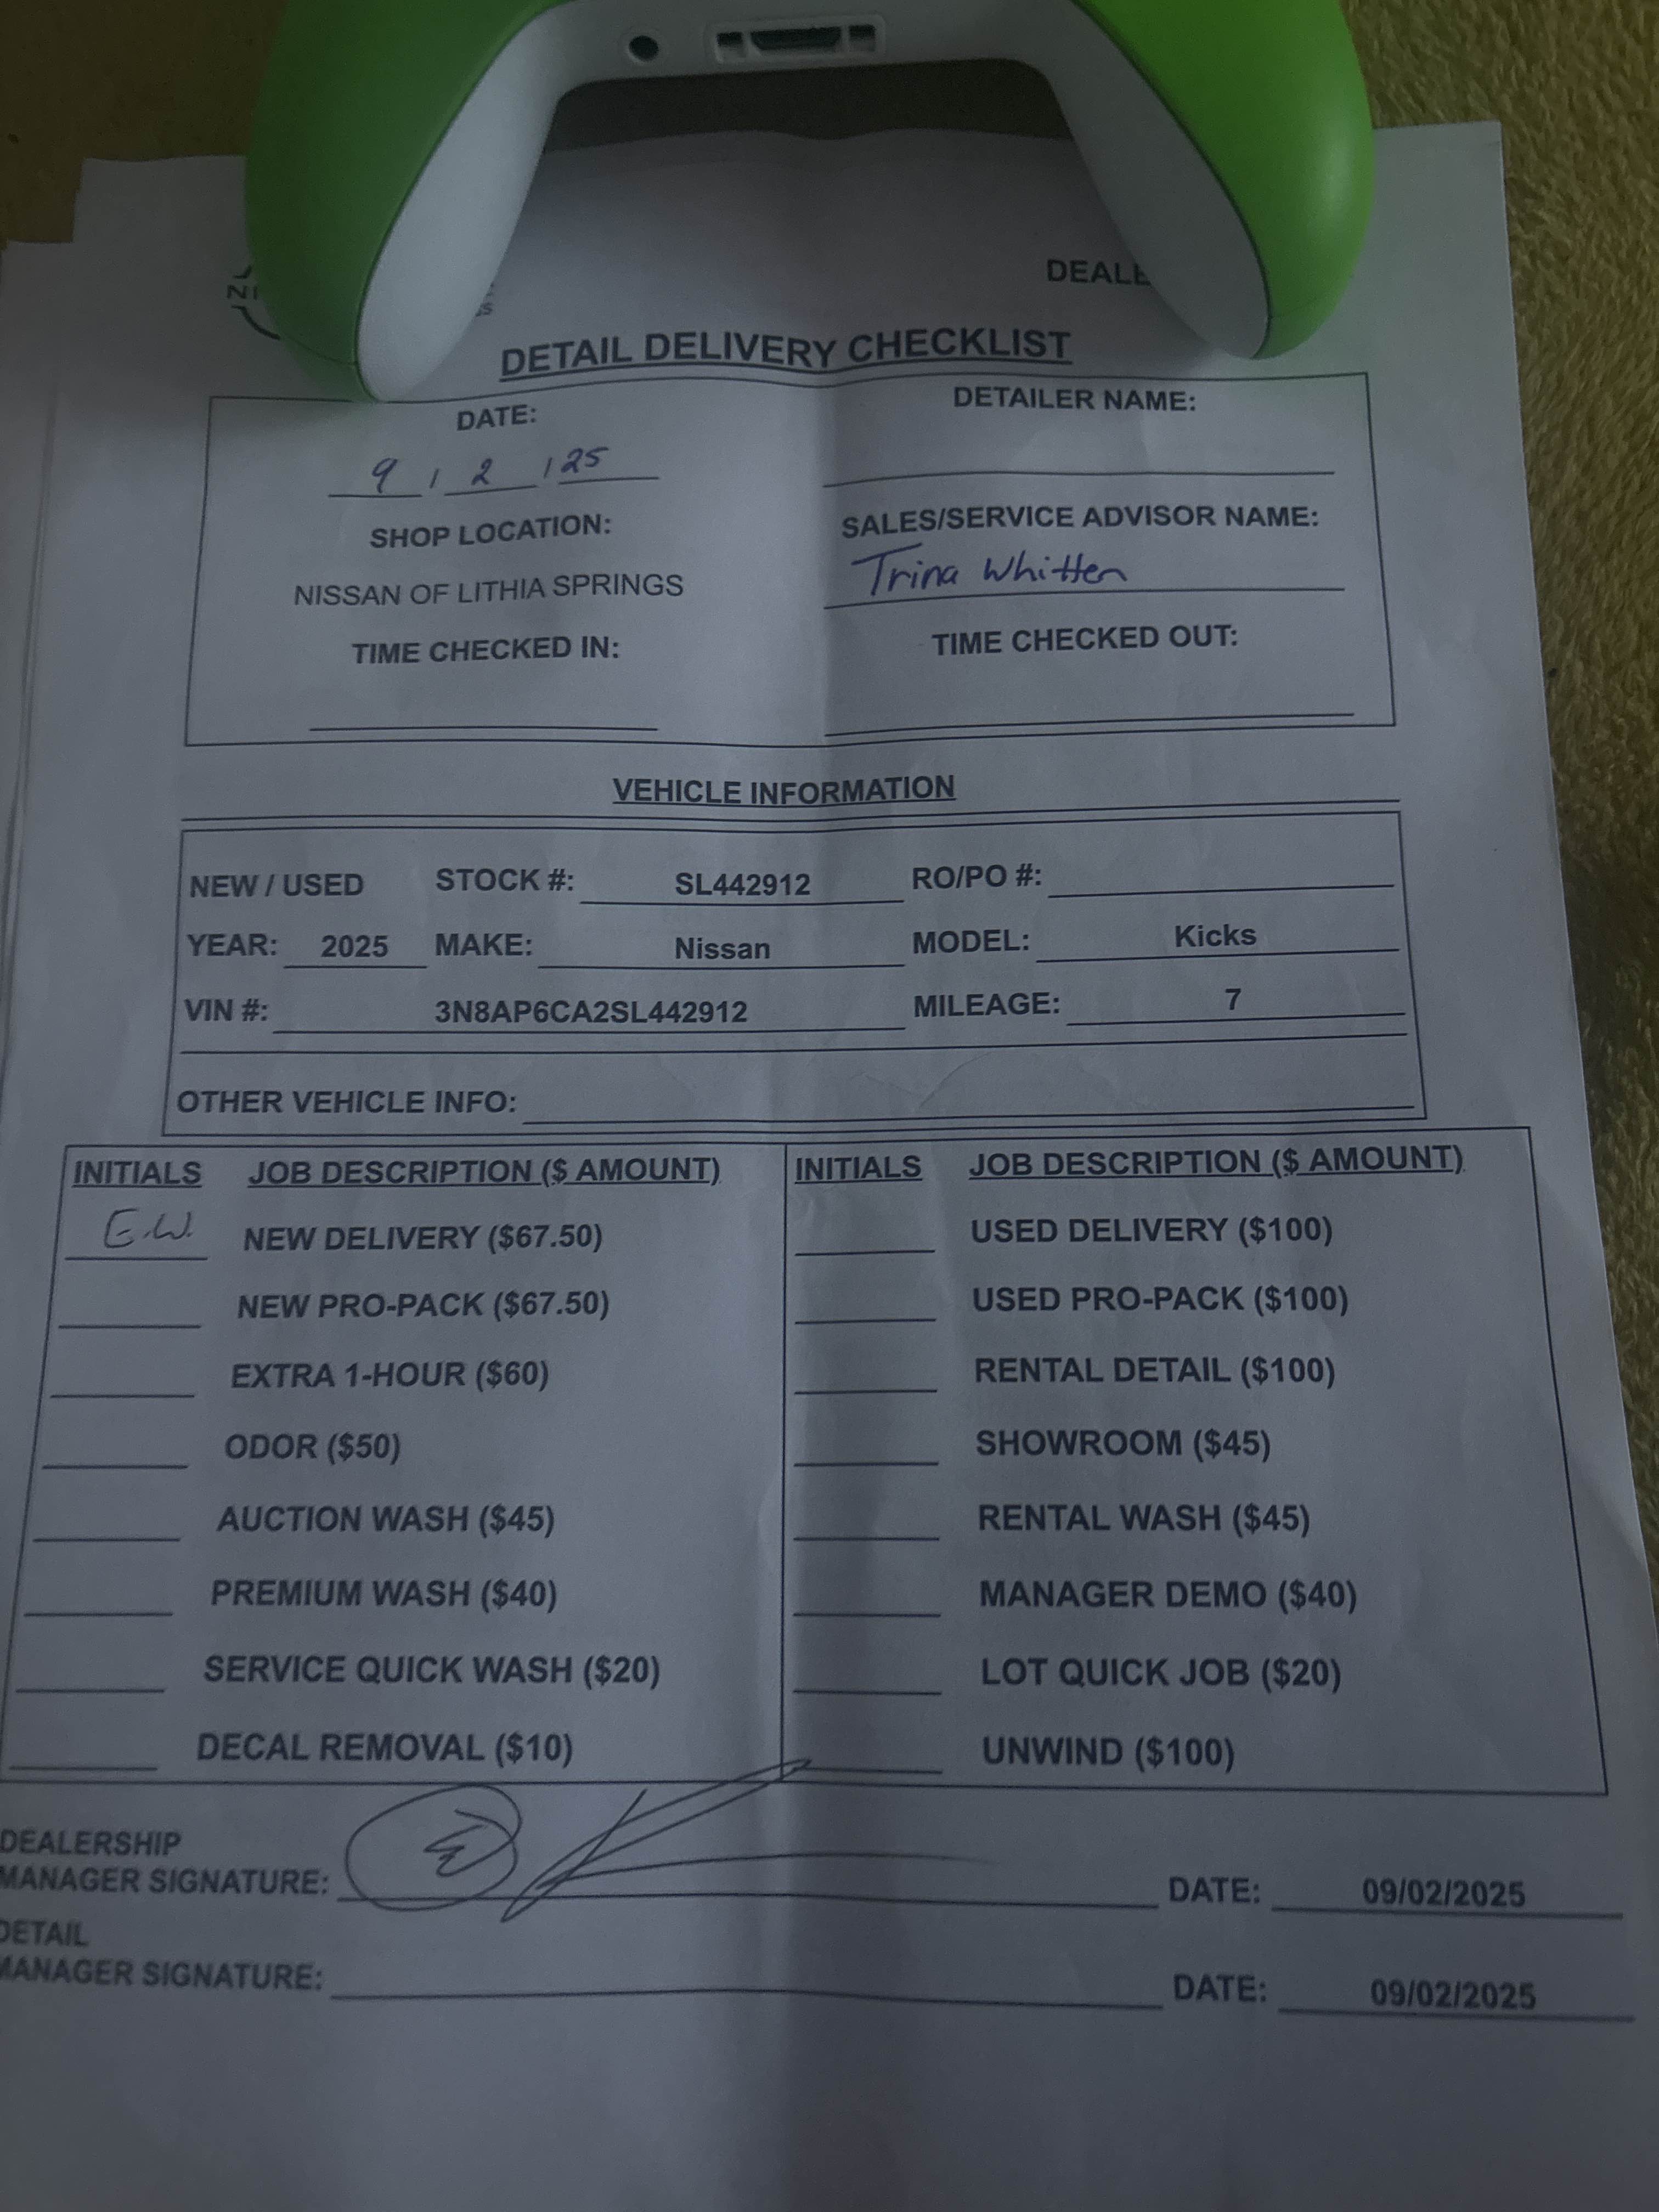 NI
DEALE
DETAIL DELIVERY CHECKLIST
DATE:
9 / 2 / 25
DETAILER NAME:
SHOP LOCATION:
NISSAN OF LITHIA SPRINGS
SALES/SERVICE ADVISOR NAME:
Trina Whitten
TIME CHECKED IN:
TIME CHECKED OUT:
VEHICLE INFORMATION
NEW / USED STOCK #: SL442912 RO/PO #:
YEAR: 2025 MAKE: Nissan MODEL: Kicks
VIN #: 3N8AP6CA2SL442912 MILEAGE: 7
OTHER VEHICLE INFO:
INITIALS JOB DESCRIPTION ($ AMOUNT) INITIALS JOB DESCRIPTION ($ AMOUNT)
E.W. NEW DELIVERY ($67.50) USED DELIVERY ($100)
NEW PRO-PACK ($67.50) USED PRO-PACK ($100)
EXTRA 1-HOUR ($60) RENTAL DETAIL ($100)
ODOR ($50) SHOWROOM ($45)
AUCTION WASH ($45) RENTAL WASH ($45)
PREMIUM WASH ($40) MANAGER DEMO ($40)
SERVICE QUICK WASH ($20) LOT QUICK JOB ($20)
DECAL REMOVAL ($10) UNWIND ($100)
DEALERSHIP
MANAGER SIGNATURE: DATE: 09/02/2025
DETAIL
MANAGER SIGNATURE: DATE: 09/02/2025